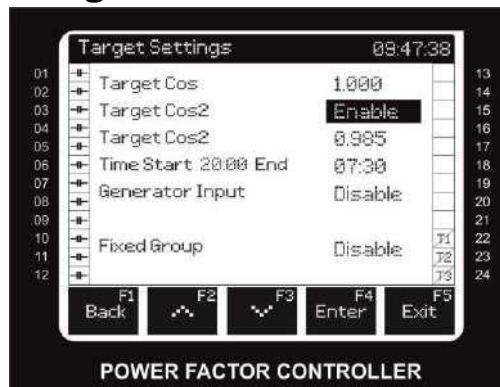 Target Settings 09:47:38
Target Cos 1.000
Target Cos2 Enable
Target Cos2 0.985
Time Start 20:00 End 07:30
Generator Input Disable
Fixed Group Disable
01
02
03
04
05
06
07
08
09
10
11
12
13
14
15
16
17
18
19
20
21
22
23
24
T1
T2
T3
F1 F2 F3 F4 F5
Back Enter Exit
POWER FACTOR CONTROLLER